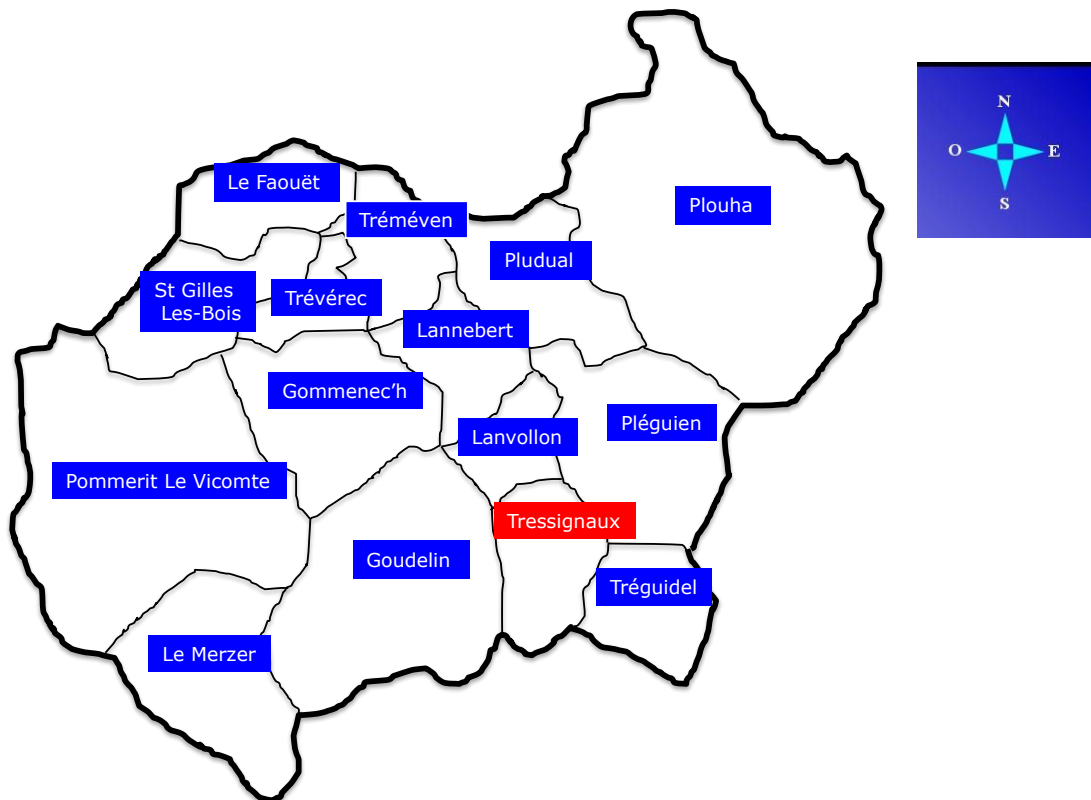 N
O E
S
Le Faouët
Plouha
Tréméven
Pludual
St Gilles
Les-Bois
Trévérec
Lannebert
Gommenec’h
Pléguien
Lanvollon
Pommerit Le Vicomte
Tressignaux
Goudelin
Tréguidel
Le Merzer